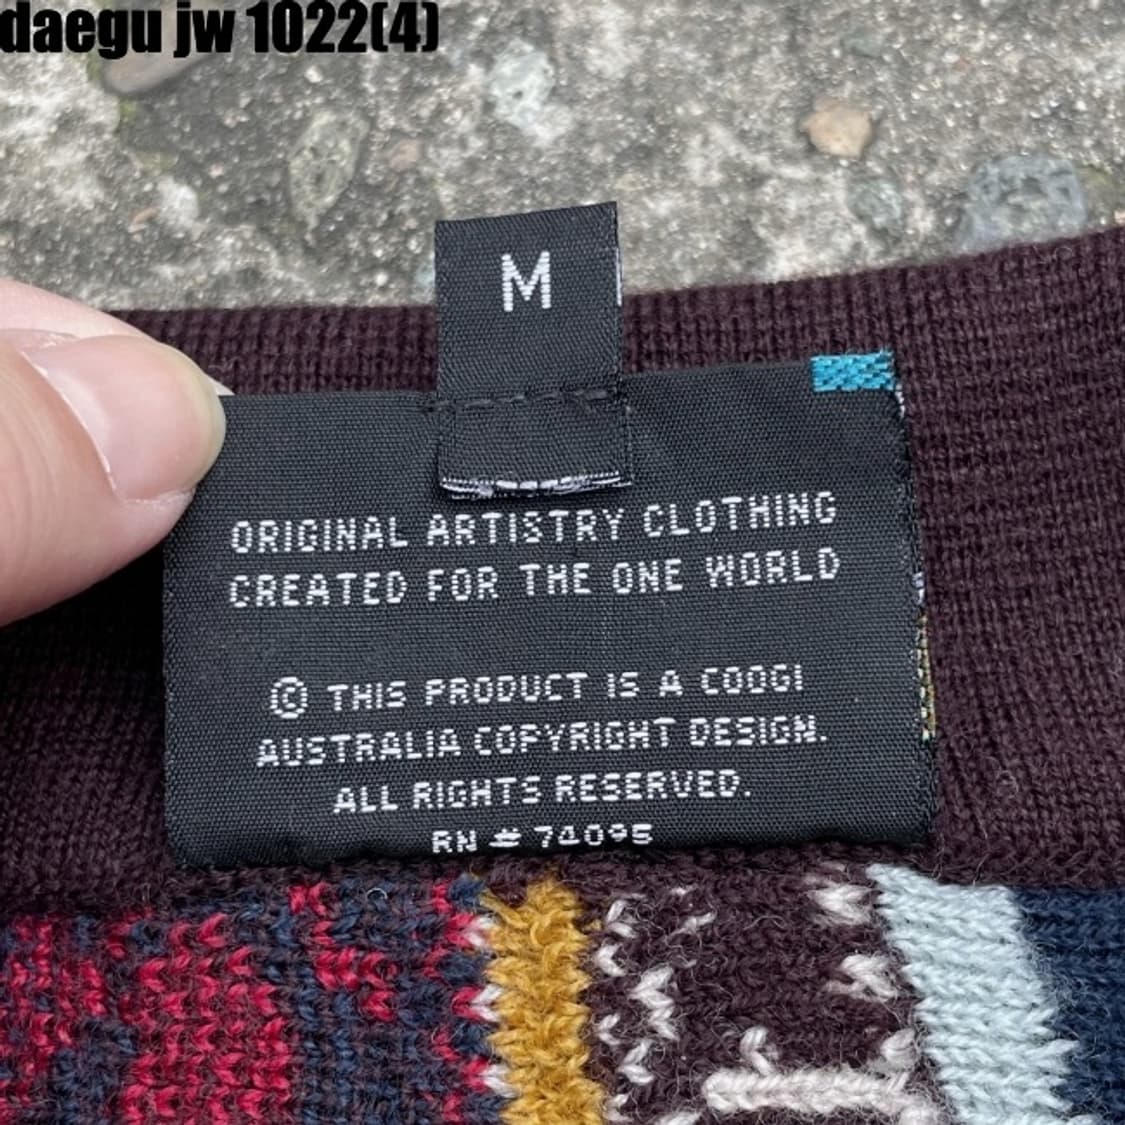 daegu jw 1022(4)
M
ORIGINAL ARTISTRY CLOTHING
CREATED FOR THE ONE WORLD
© THIS PRODUCT IS A COOGI
AUSTRALIA COPYRIGHT DESIGN.
ALL RIGHTS RESERVED.
RN # 74095